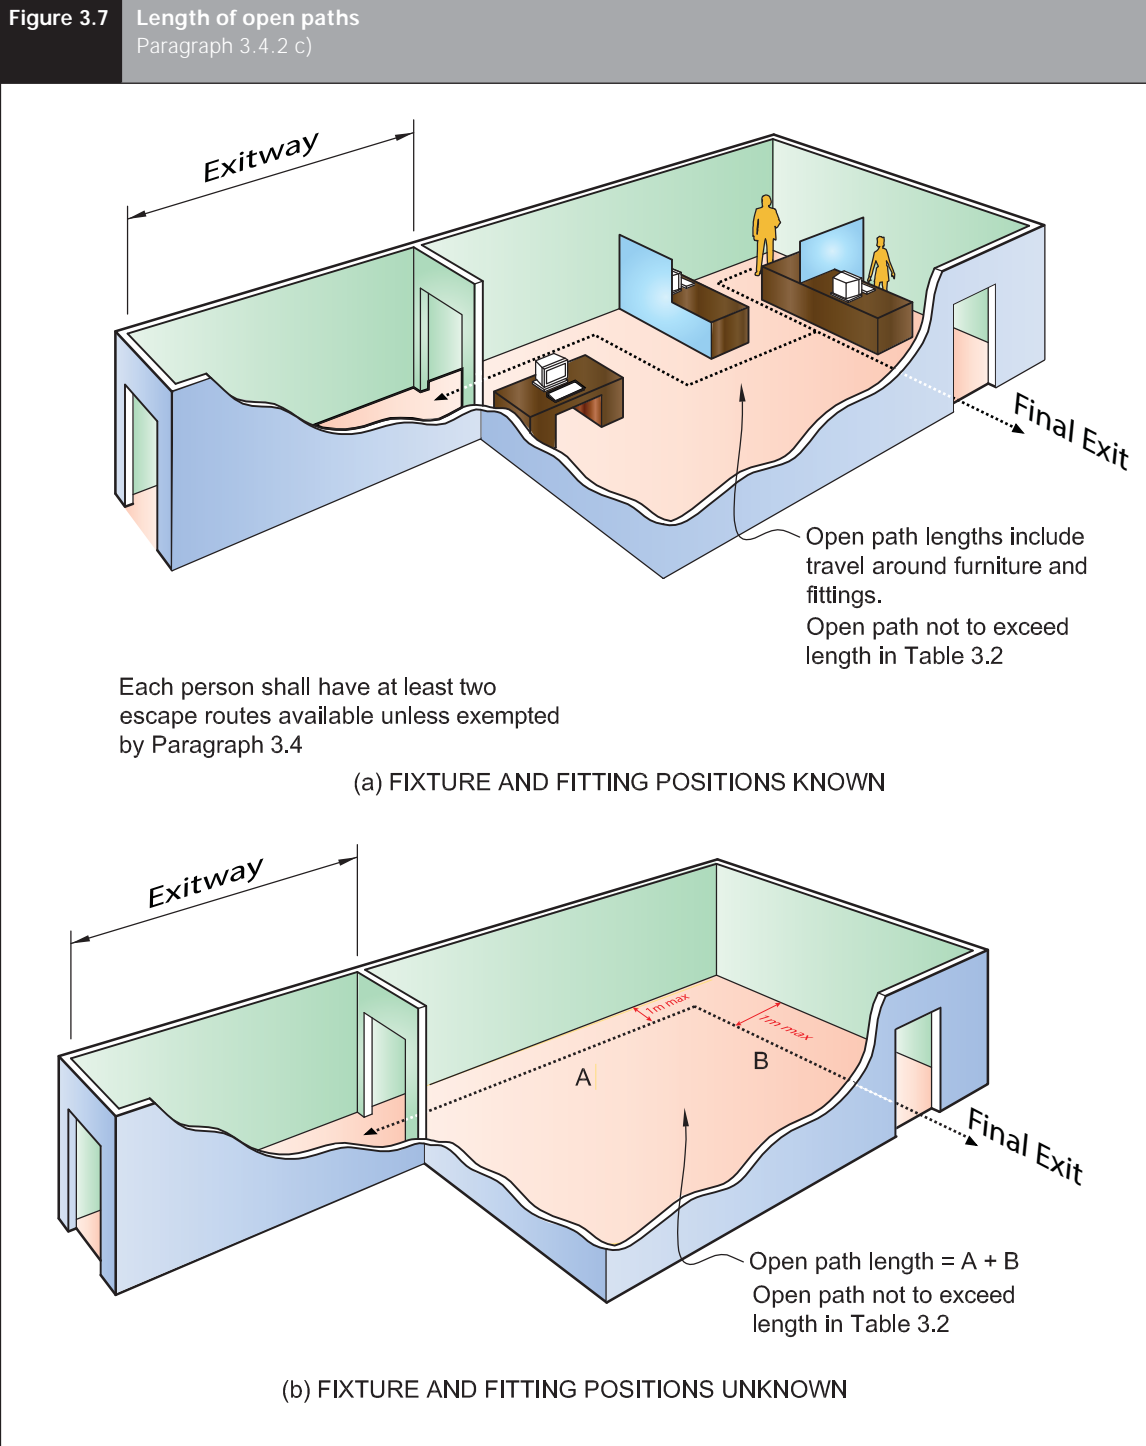 Figure 3.7
Length of open paths
Paragraph 3.4.2 c)
Exitway
Final Exit
Open path lengths include
travel around furniture and
fittings.
Open path not to exceed
length in Table 3.2
Each person shall have at least two
escape routes available unless exempted
by Paragraph 3.4
(a) FIXTURE AND FITTING POSITIONS KNOWN
Exitway
1m max
1m max
A
B
Final Exit
Open path length = A + B
Open path not to exceed
length in Table 3.2
(b) FIXTURE AND FITTING POSITIONS UNKNOWN